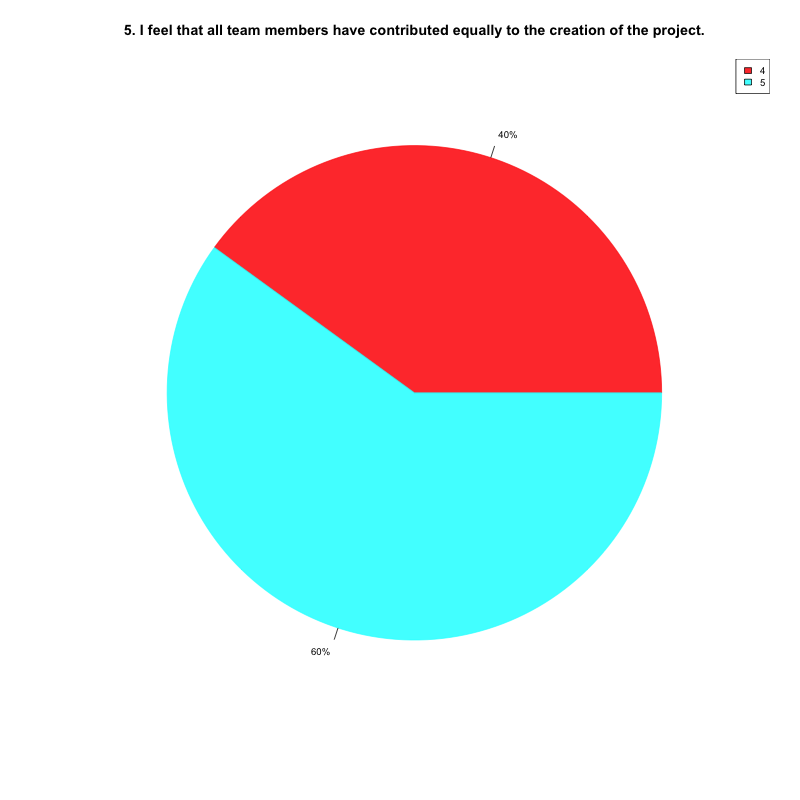 5. I feel that all team members have contributed equally to the creation of the project.
4
5
40%
60%